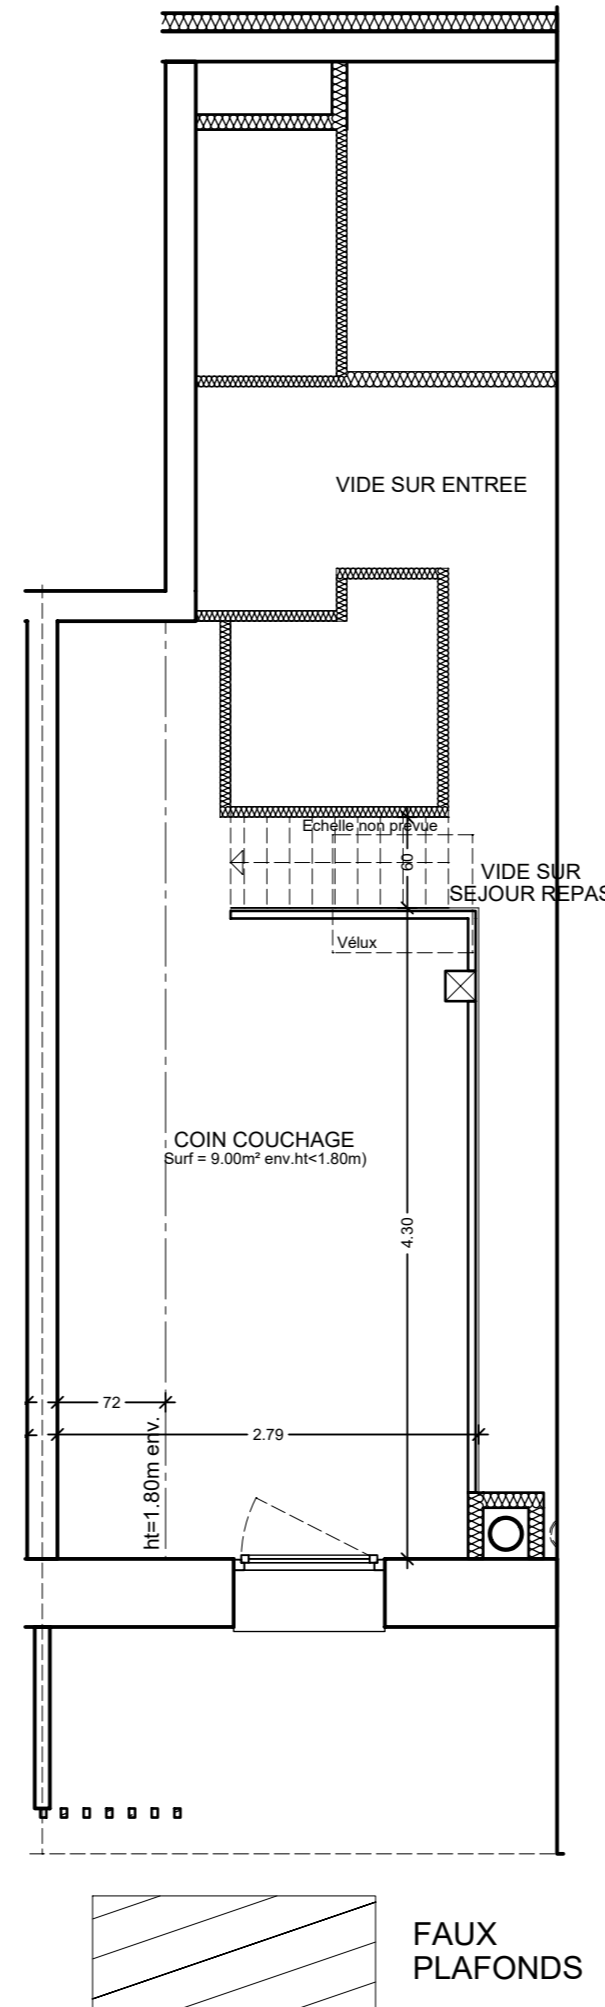 VIDE SUR ENTREE
Echelle non prévue
60
VIDE SUR
SEJOUR REPAS
Vélux
COIN COUCHAGE
Surf = 9.00m² env.ht<1.80m)
4.30
72
ht=1.80m env.
2.79
FAUX
PLAFONDS